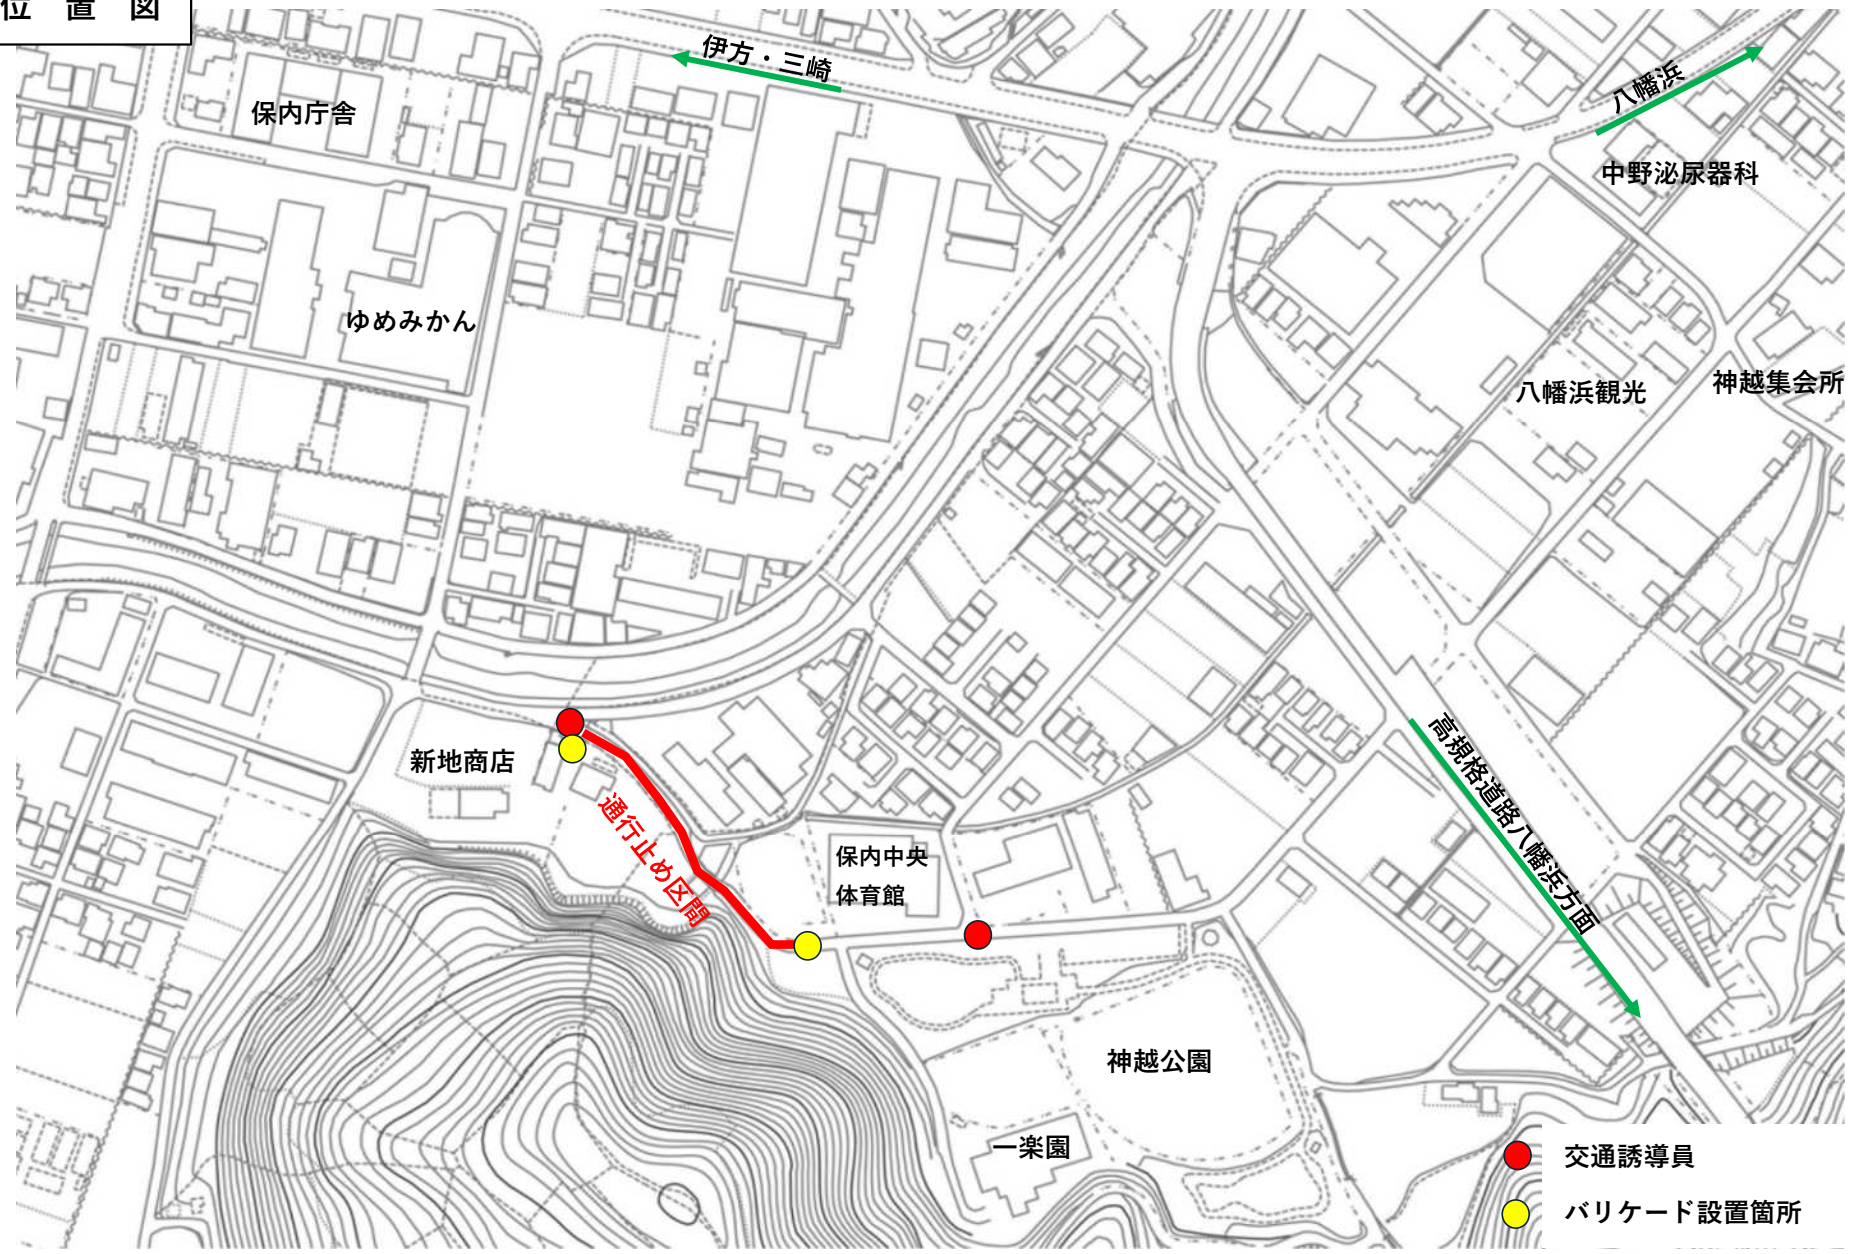 位 置 図
伊方・三崎
八幡浜
保内庁舎
中野泌尿器科
ゆめみかん
八幡浜観光
神越集会所
新地商店
高規格道路八幡浜方面
通行止め区間
保内中央
体育館
神越公園
一楽園
交通誘導員
バリケード設置箇所